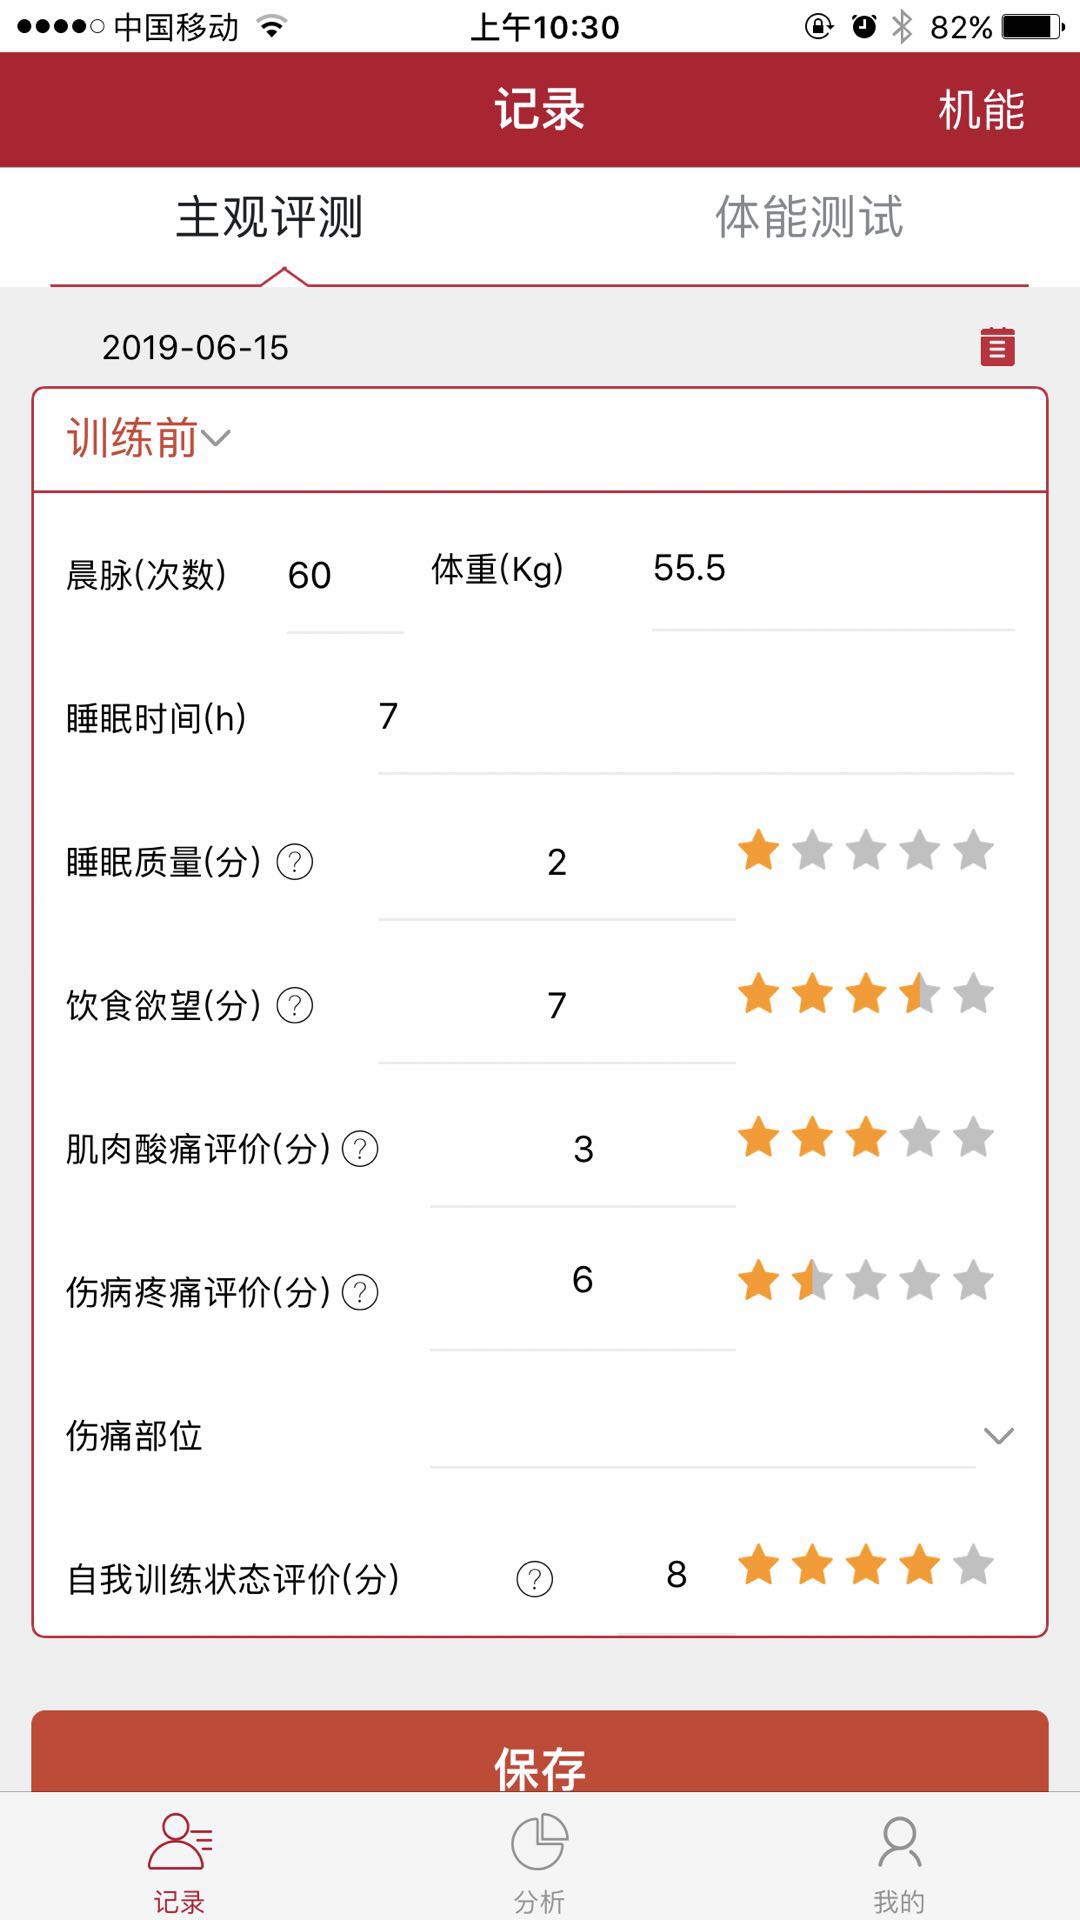 中国移动 上午10:30 82%
记录 机能
主观评测 体能测试
2019-06-15
训练前
晨脉(次数) 60 体重(Kg) 55.5
睡眠时间(h) 7
睡眠质量(分) ? 2
饮食欲望(分) ? 7
肌肉酸痛评价(分) ? 3
伤病疼痛评价(分) ? 6
伤痛部位
自我训练状态评价(分) ? 8
保存
记录 分析 我的